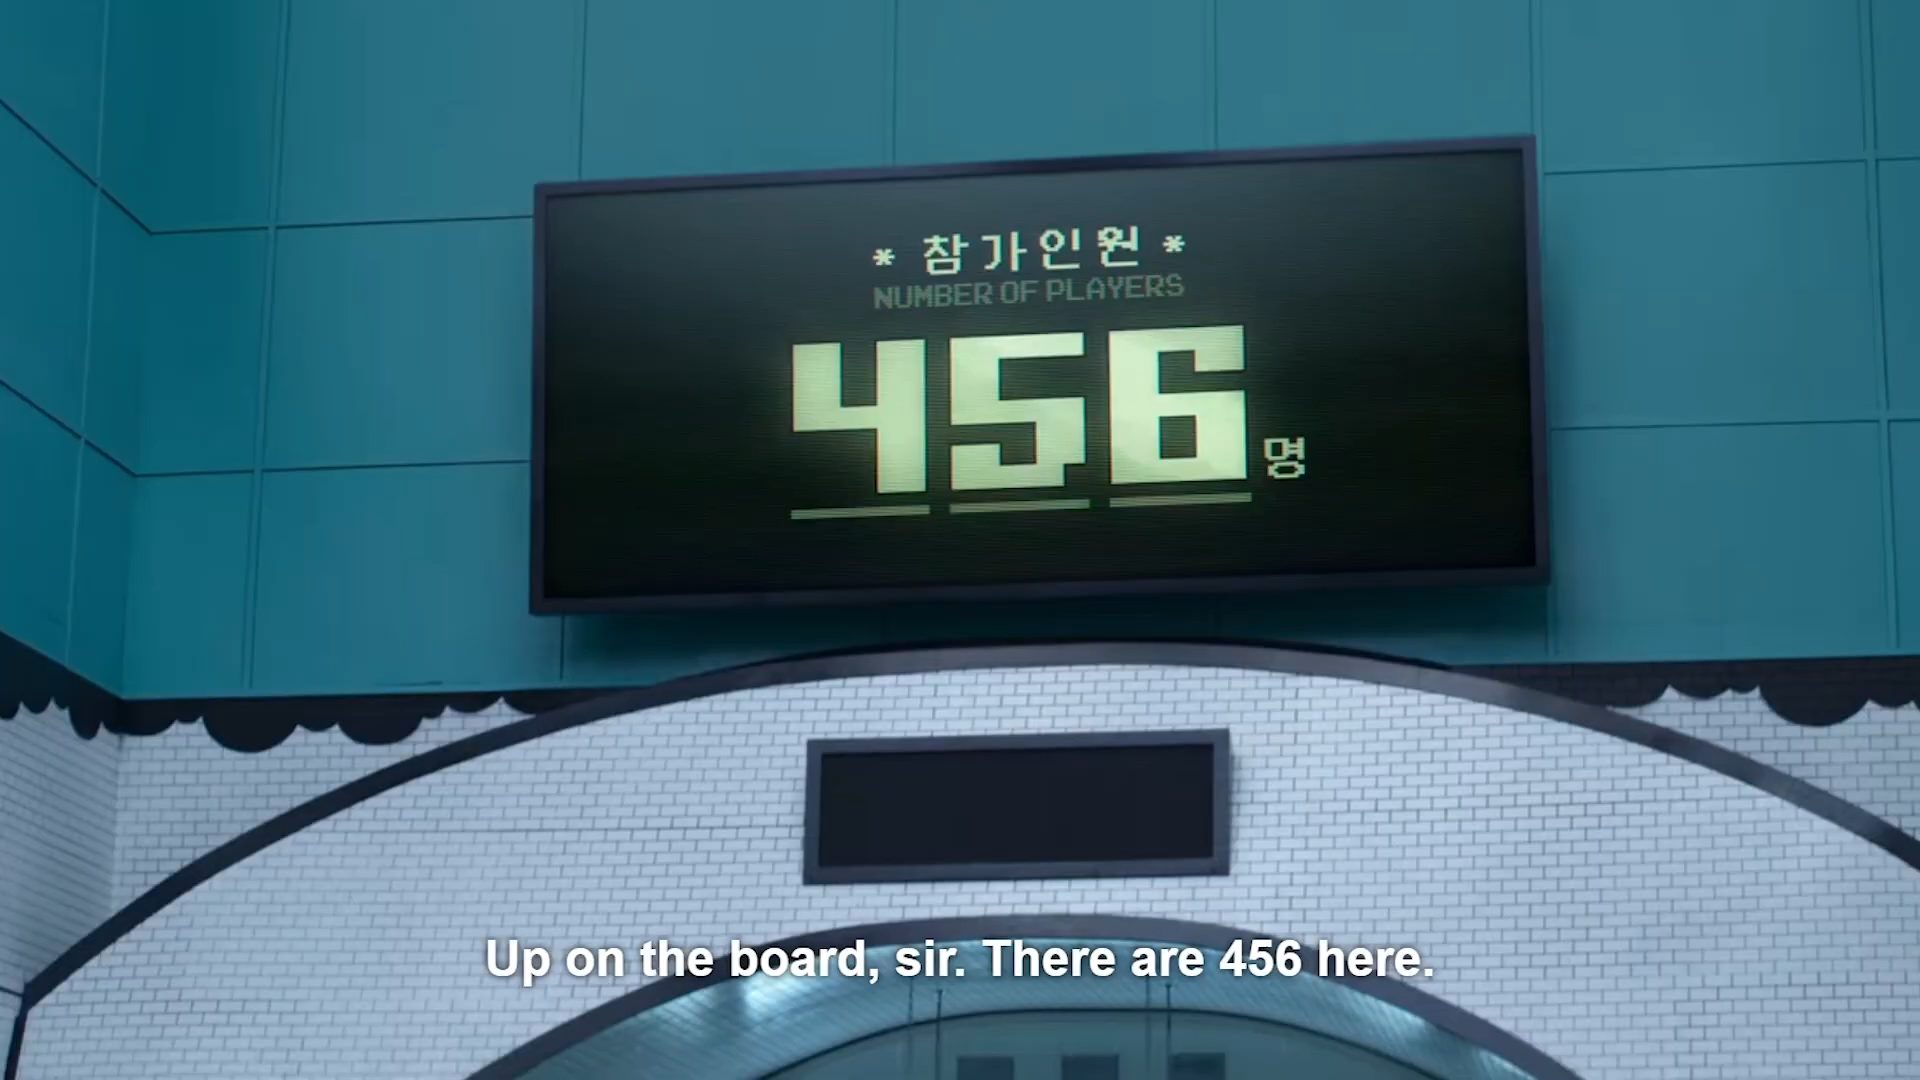 * 참가인원 *
NUMBER OF PLAYERS
456 명
Up on the board, sir. There are 456 here.